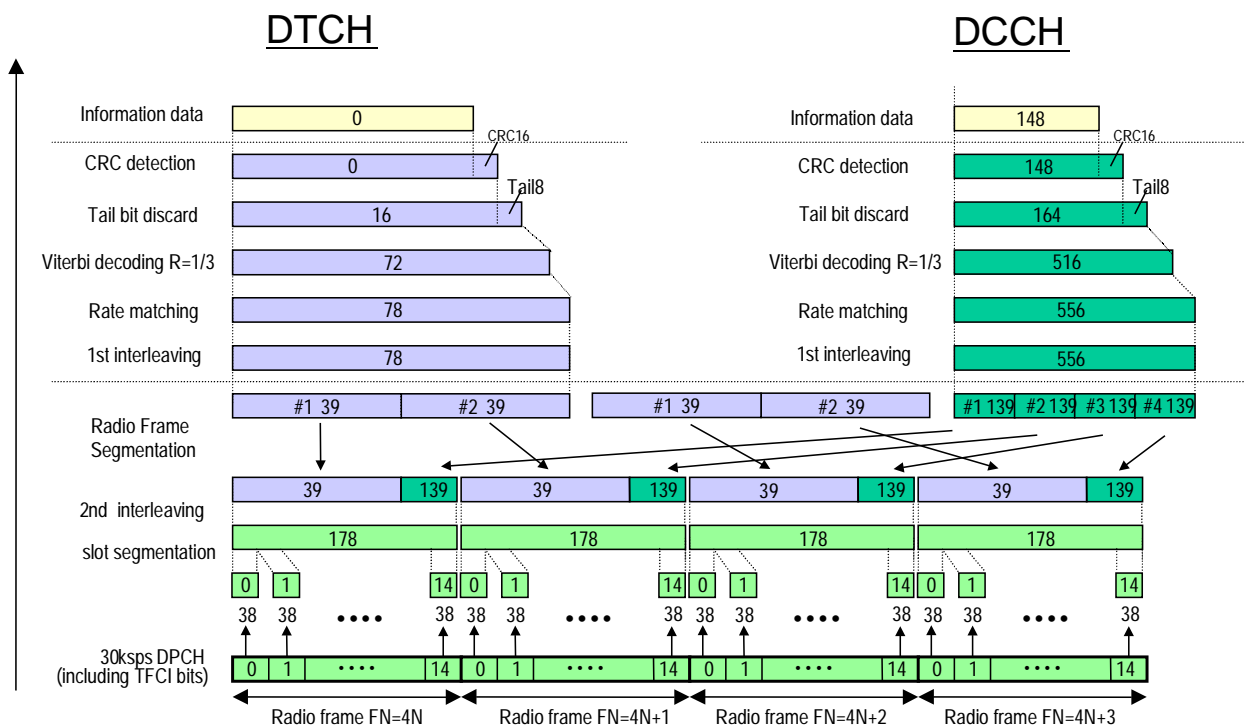 DTCH DCCH
Information data 0 Information data 148
CRC16 CRC16
CRC detection 0 CRC detection 148
Tail8 Tail8
Tail bit discard 16 Tail bit discard 164
Viterbi decoding R=1/3 72 Viterbi decoding R=1/3 516
Rate matching 78 Rate matching 556
1st interleaving 78 1st interleaving 556
#1 39 #2 39 #1 39 #2 39 #1 139 #2 139 #3 139 #4 139
Radio Frame
Segmentation
39 139 39 139 39 139 39 139
2nd interleaving
slot segmentation 178 178 178 178
0 1 14 0 1 14 0 1 14 0 1 14
38 38 •••• 38 38 38 •••• 38 38 38 •••• 38 38 38 •••• 38
30ksps DPCH
(including TFCI bits) 0 1 •••• 14 0 1 •••• 14 0 1 •••• 14 0 1 •••• 14
Radio frame FN=4N Radio frame FN=4N+1 Radio frame FN=4N+2 Radio frame FN=4N+3